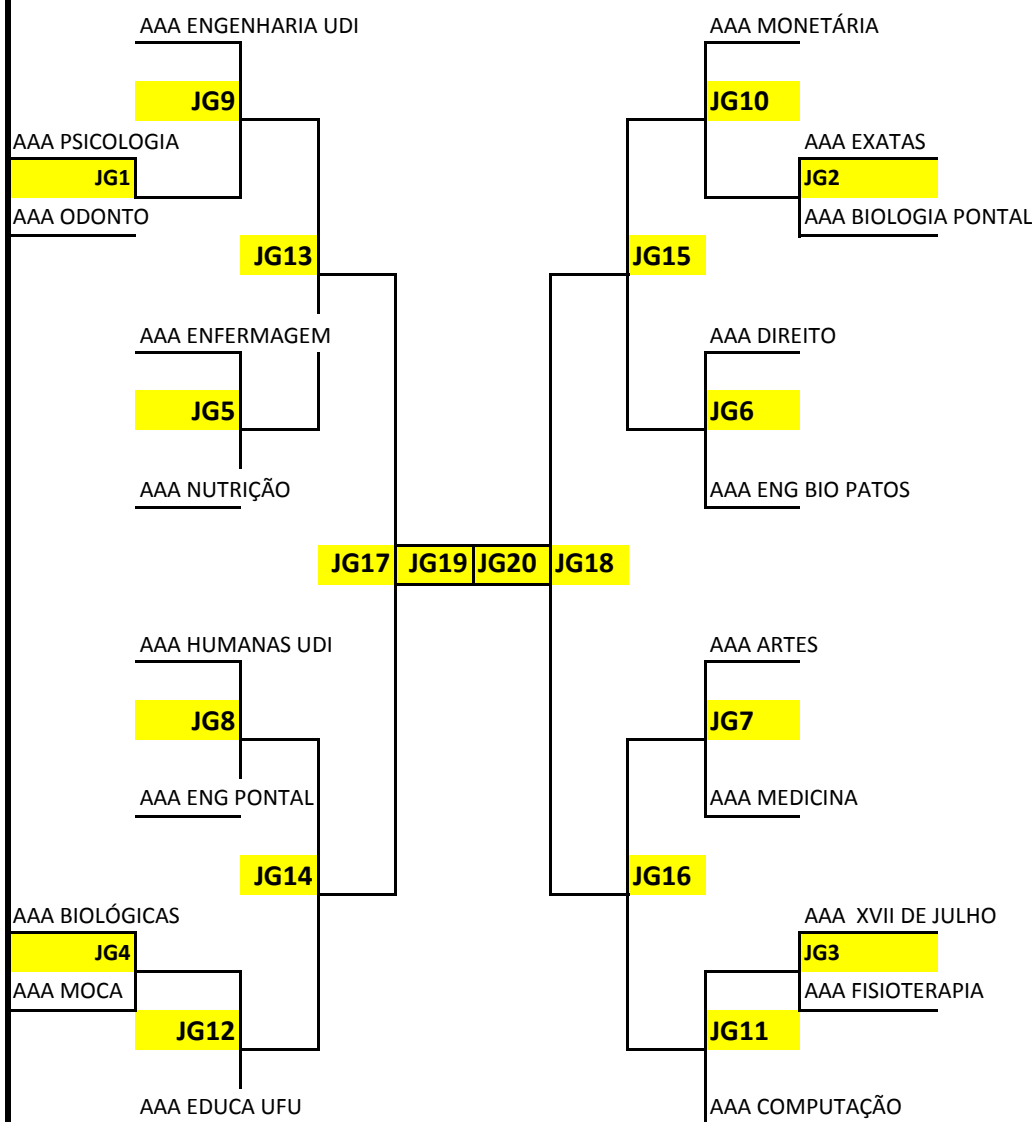 AAA ENGENHARIA UDI
AAA MONETÁRIA
JG9
JG10
AAA PSICOLOGIA
AAA EXATAS
JG1
JG2
AAA ODONTO
AAA BIOLOGIA PONTAL
JG13
JG15
AAA ENFERMAGEM
AAA DIREITO
JG5
JG6
AAA NUTRIÇÃO
AAA ENG BIO PATOS
JG17
JG19
JG20
JG18
AAA HUMANAS UDI
AAA ARTES
JG8
JG7
AAA ENG PONTAL
AAA MEDICINA
JG14
JG16
AAA BIOLÓGICAS
AAA XVII DE JULHO
JG4
JG3
AAA MOCA
AAA FISIOTERAPIA
JG12
JG11
AAA EDUCA UFU
AAA COMPUTAÇÃO